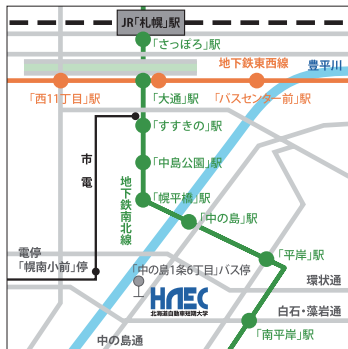 JR「札幌」駅
「さっぽろ」駅
地下鉄東西線
豊平川
「西11丁目」駅
「大通」駅
「バスセンター前」駅
「すすきの」駅
市電
「中島公園」駅
地下鉄南北線
「幌平橋」駅
「中の島」駅
電停
「幌南小前」停
「平岸」駅
「中の島1条6丁目」バス停
環状通
HAEC
北海道自動車短期大学
白石・藻岩通
「南平岸」駅
中の島通